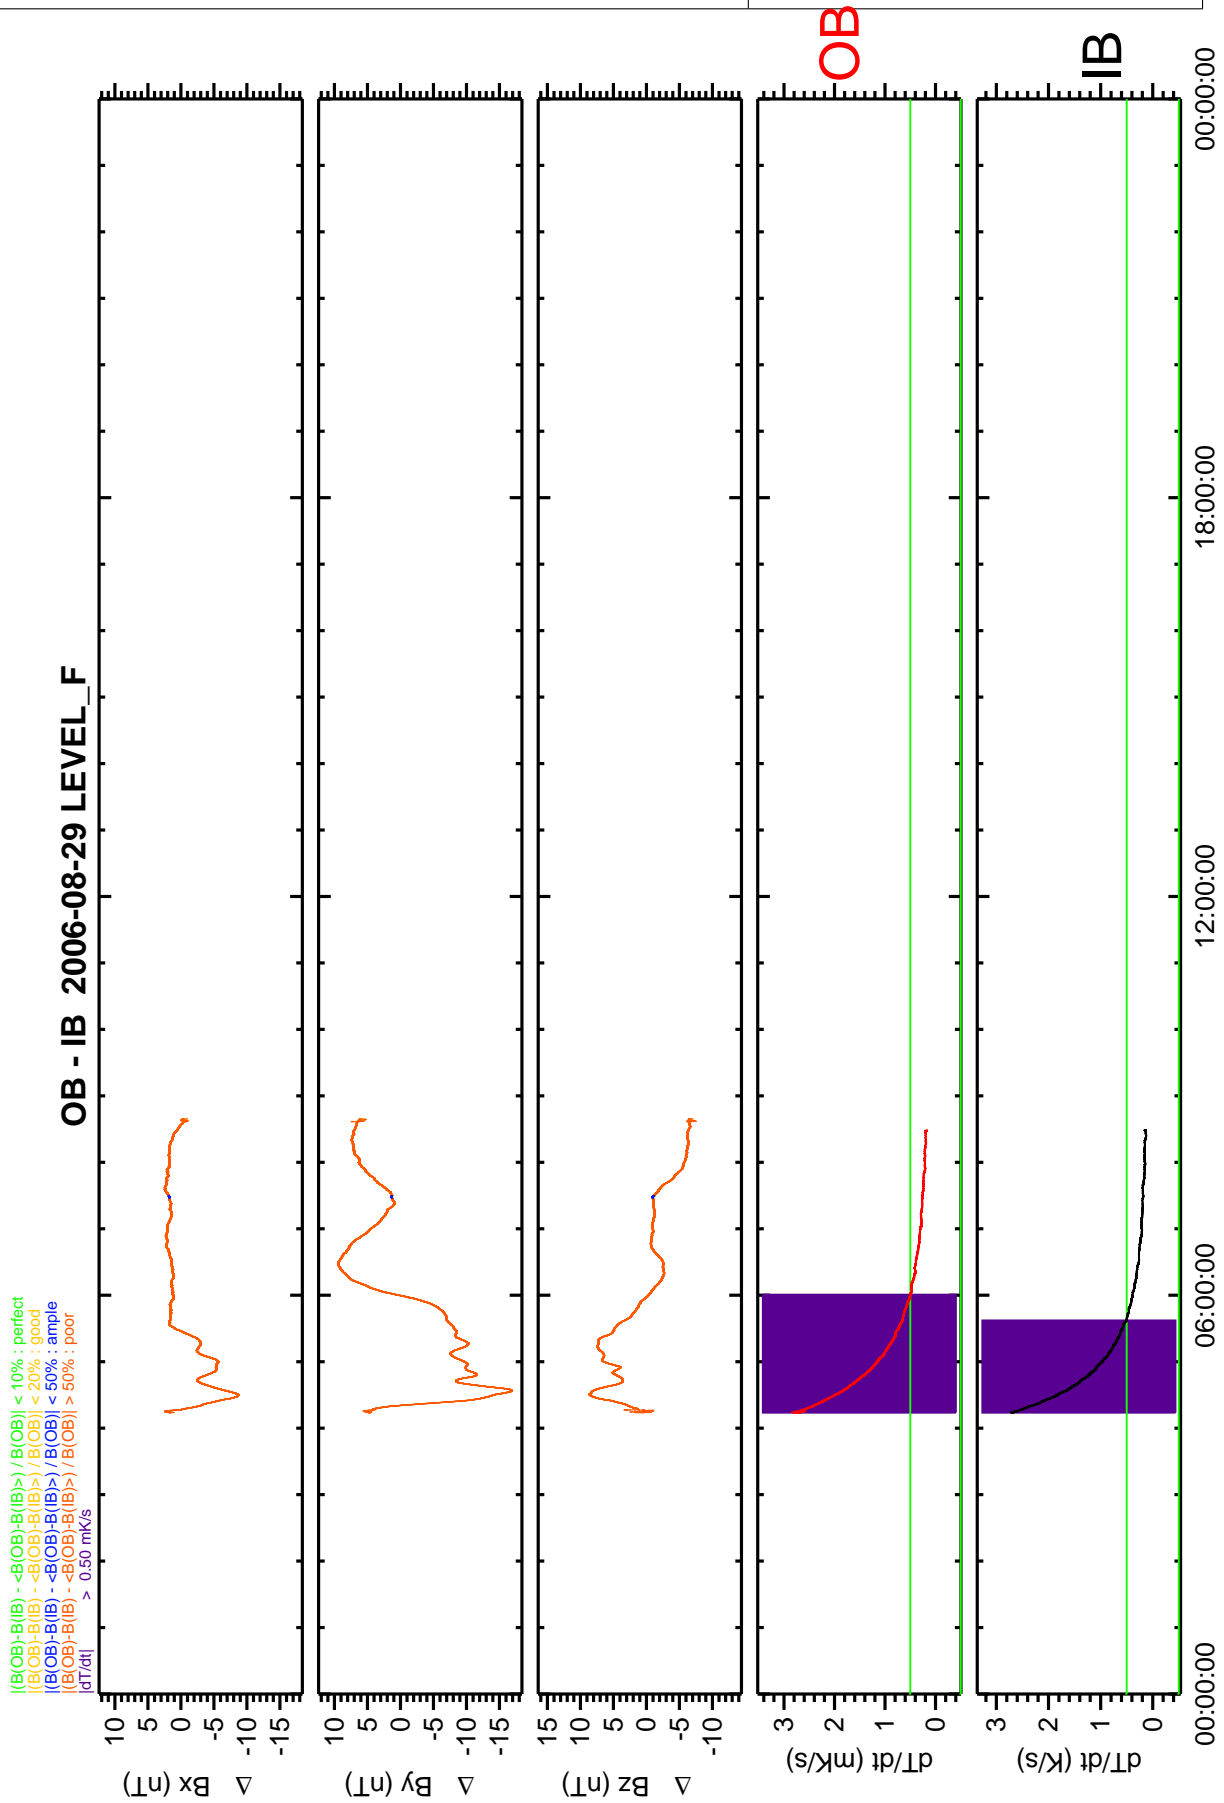 |(B(OB)-B(IB) - <B(OB)-B(IB)>) / B(OB)| < 10% : perfect
|(B(OB)-B(IB) - <B(OB)-B(IB)>) / B(OB)| < 20% : good
|(B(OB)-B(IB) - <B(OB)-B(IB)>) / B(OB)| < 50% : ample
|(B(OB)-B(IB) - <B(OB)-B(IB)>) / B(OB)| > 50% : poor
|dT/dt| > 0.50 mK/s
OB - IB 2006-08-29 LEVEL_F
Δ Bx (nT)
10
5
0
-5
-10
-15
Δ By (nT)
10
5
0
-5
-10
-15
Δ Bz (nT)
15
10
5
0
-5
-10
dT/dt (mK/s)
3
2
1
0
OB
dT/dt (K/s)
3
2
1
0
IB
00:00:00 06:00:00 12:00:00 18:00:00 00:00:00